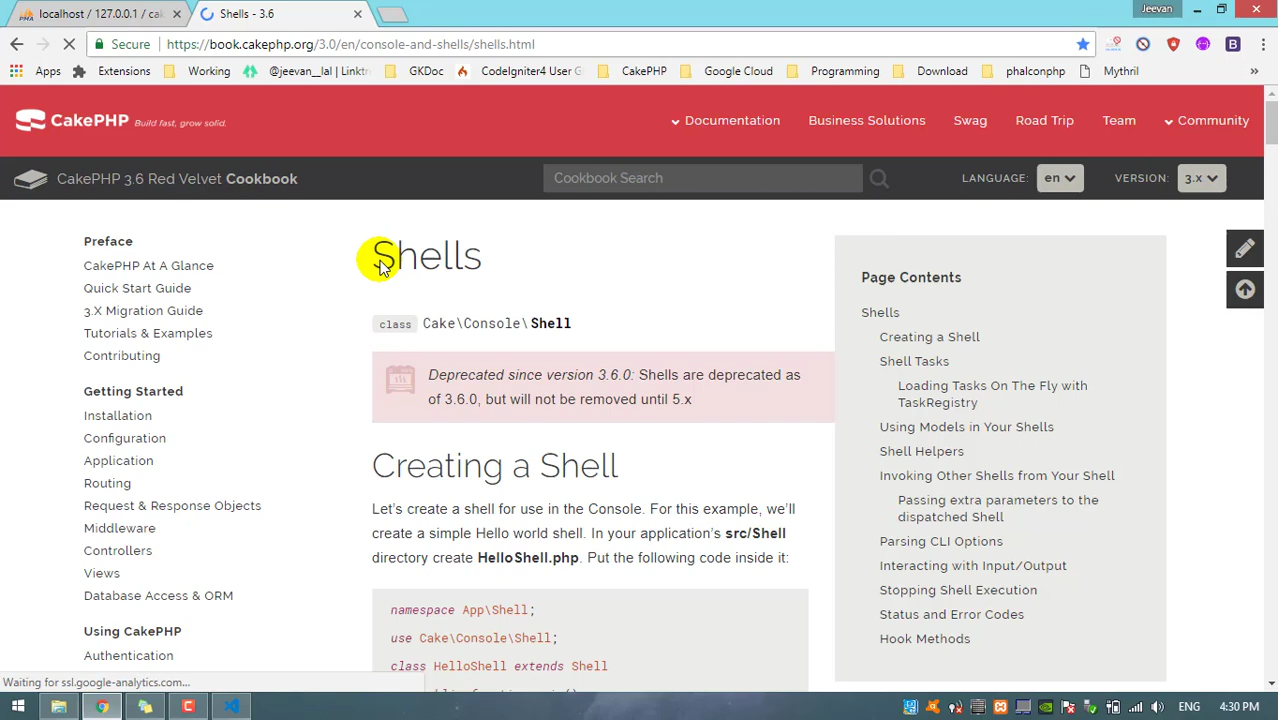 localhost / 127.0.0.1 / cak
Shells - 3.6
Jeevan
Secure
https://book.cakephp.org/3.0/en/console-and-shells/shells.html
Apps
Extensions
Working
@jeevan_lal | Linktr
GKDoc
CodeIgniter4 User G
CakePHP
Google Cloud
Programming
Download
phalconphp
Mythril
»
CakePHP Build fast, grow solid.
Documentation
Business Solutions
Swag
Road Trip
Team
Community
CakePHP 3.6 Red Velvet Cookbook
Cookbook Search
LANGUAGE:
en
VERSION:
3.x
Preface
CakePHP At A Glance
Quick Start Guide
3.X Migration Guide
Tutorials & Examples
Contributing
Getting Started
Installation
Configuration
Application
Routing
Request & Response Objects
Middleware
Controllers
Views
Database Access & ORM
Using CakePHP
Authentication
Shells
class Cake\Console\Shell
Deprecated since version 3.6.0: Shells are deprecated as
of 3.6.0, but will not be removed until 5.x
Creating a Shell
Let's create a shell for use in the Console. For this example, we'll
create a simple Hello world shell. In your application's src/Shell
directory create HelloShell.php. Put the following code inside it:
namespace App\Shell;
use Cake\Console\Shell;
class HelloShell extends Shell
Page Contents
Shells
Creating a Shell
Shell Tasks
Loading Tasks On The Fly with
TaskRegistry
Using Models in Your Shells
Shell Helpers
Invoking Other Shells from Your Shell
Passing extra parameters to the
dispatched Shell
Parsing CLI Options
Interacting with Input/Output
Stopping Shell Execution
Status and Error Codes
Hook Methods
Waiting for ssl.google-analytics.com...
ENG
4:30 PM